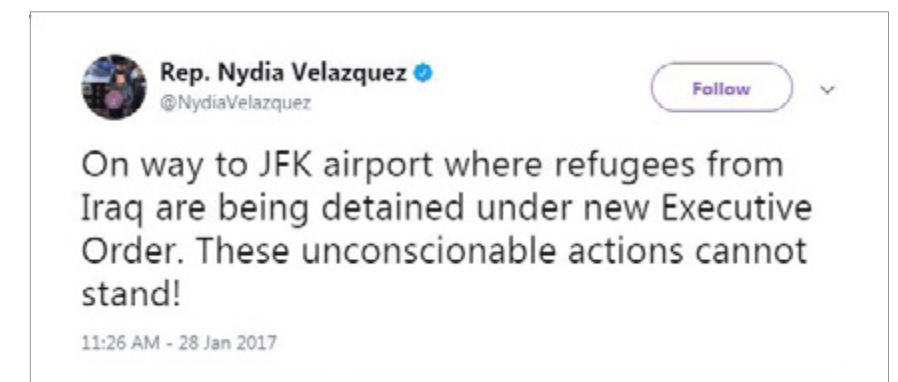 Rep. Nydia Velazquez
@NydiaVelazquez
Follow
On way to JFK airport where refugees from
Iraq are being detained under new Executive
Order. These unconscionable actions cannot
stand!
11:26 AM - 28 Jan 2017